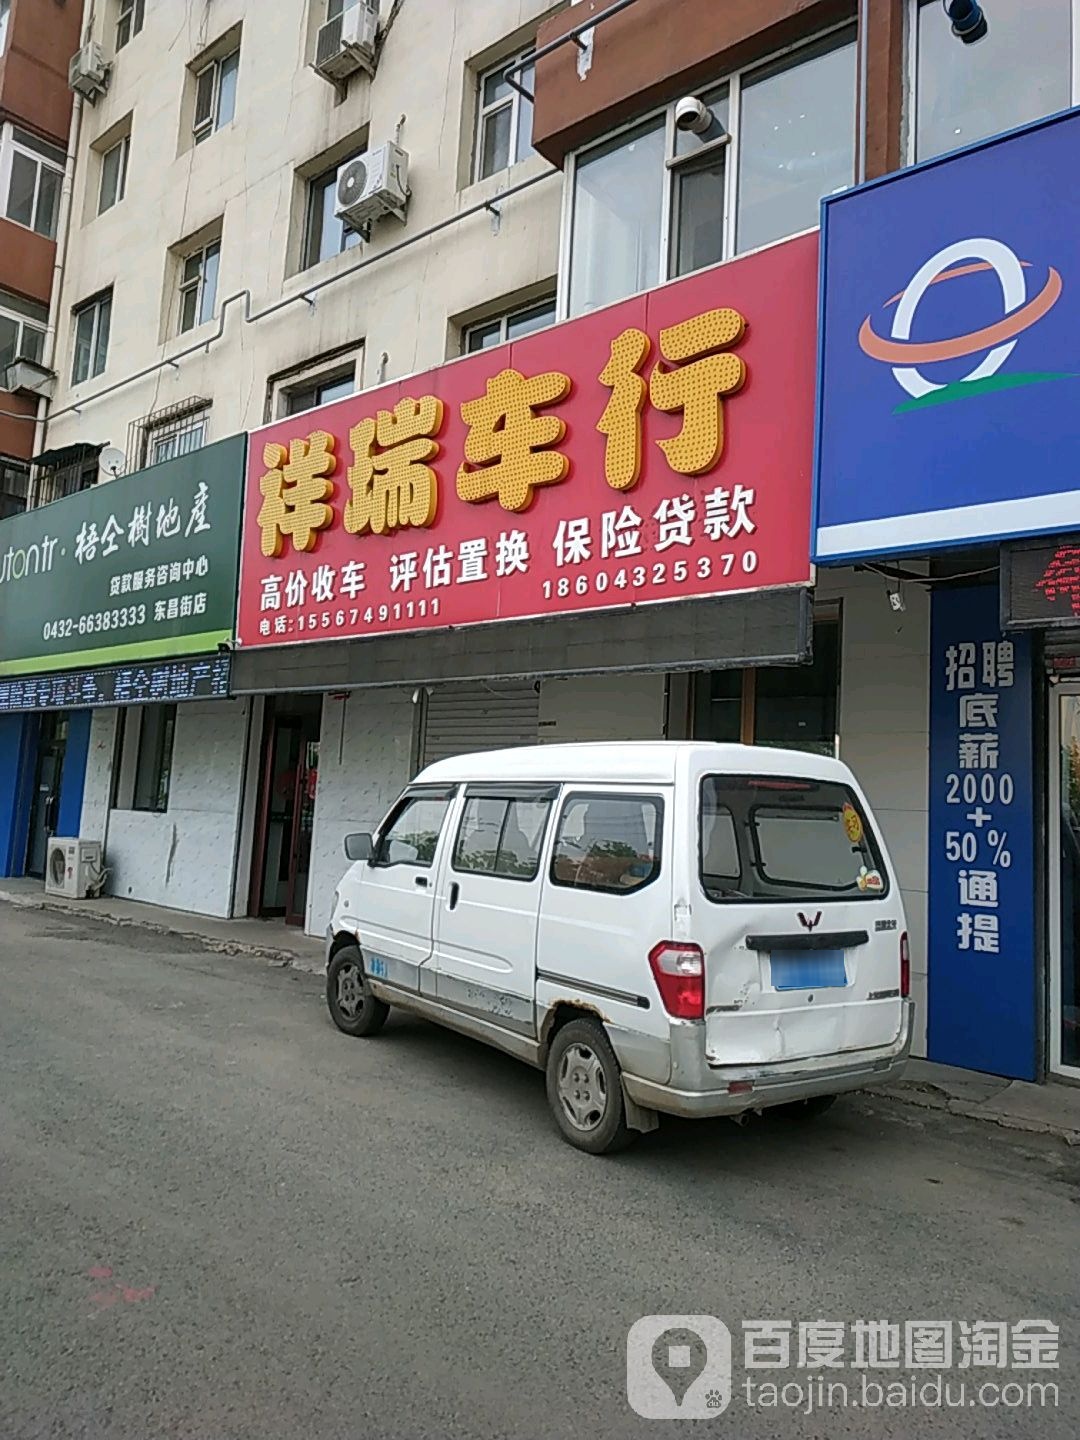 祥瑞车行
高价收车 评估置换 保险贷款
电话:15567491111
18604325370
梧仝樹地産
贷款服务咨询中心
0432-66383333 东昌街店
招聘
底
薪
2000
+
50%
通
提
百度地图淘金
taojin.baidu.com